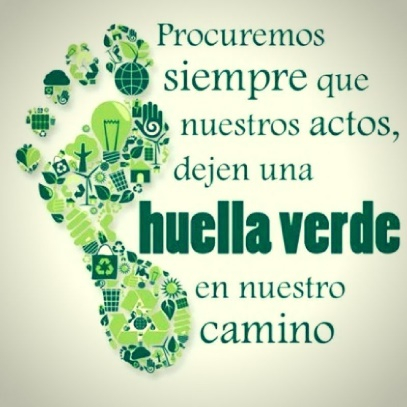 Procuremos
siempre que
nuestros actos,
dejen una
huella verde
en nuestro
camino